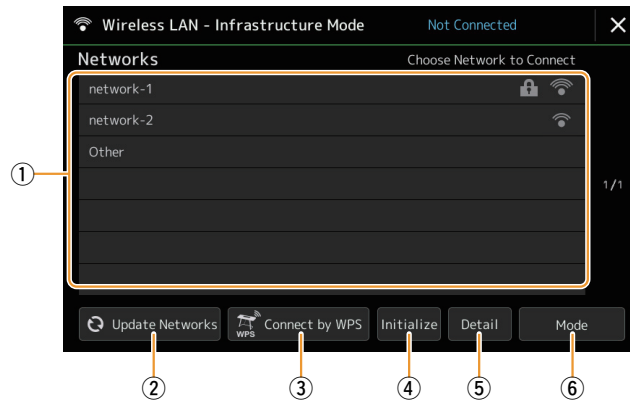 Wireless LAN - Infrastructure Mode Not Connected
Networks Choose Network to Connect
network-1
network-2
Other
①
1/1
Update Networks WPS Connect by WPS Initialize Detail Mode
② ③ ④ ⑤ ⑥